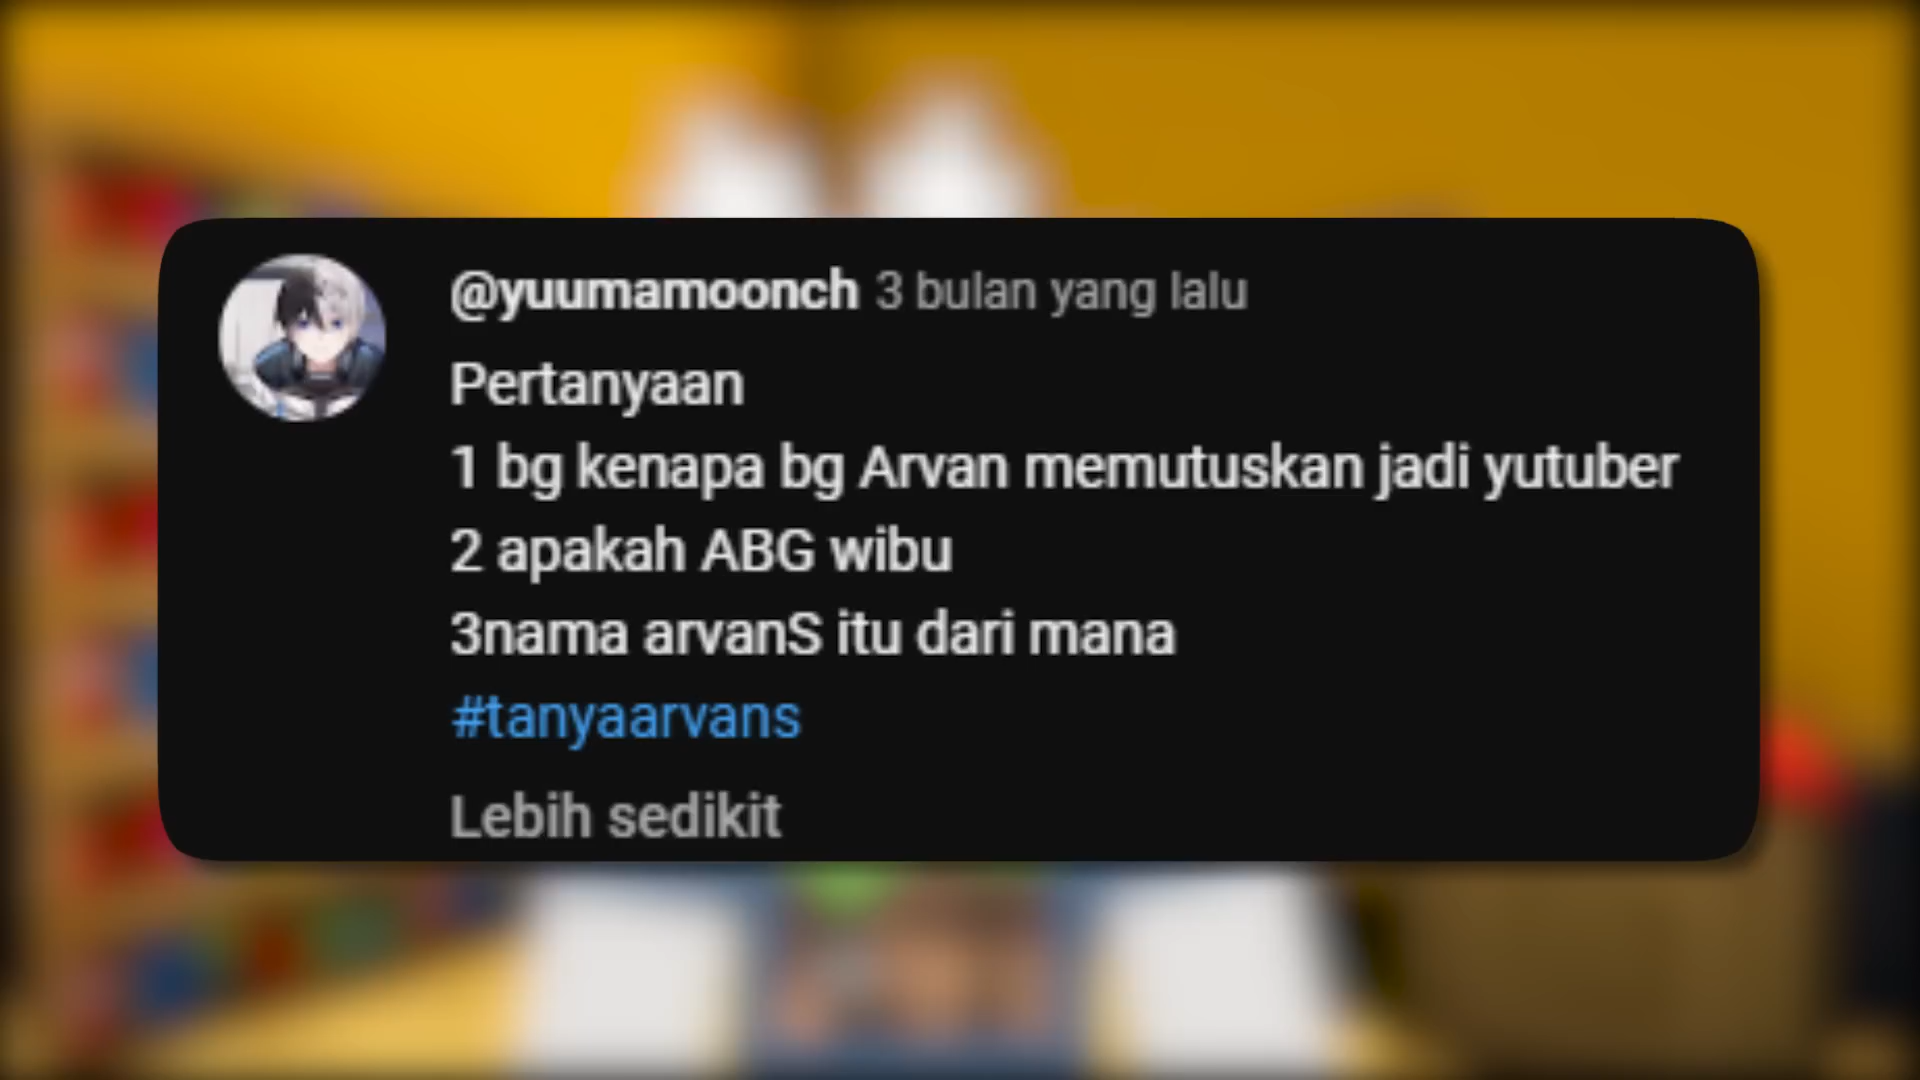 @yuumamoonch 3 bulan yang lalu
Pertanyaan
1 bg kenapa bg Arvan memutuskan jadi yutuber
2 apakah ABG wibu
3nama arvanS itu dari mana
#tanyaarvans
Lebih sedikit